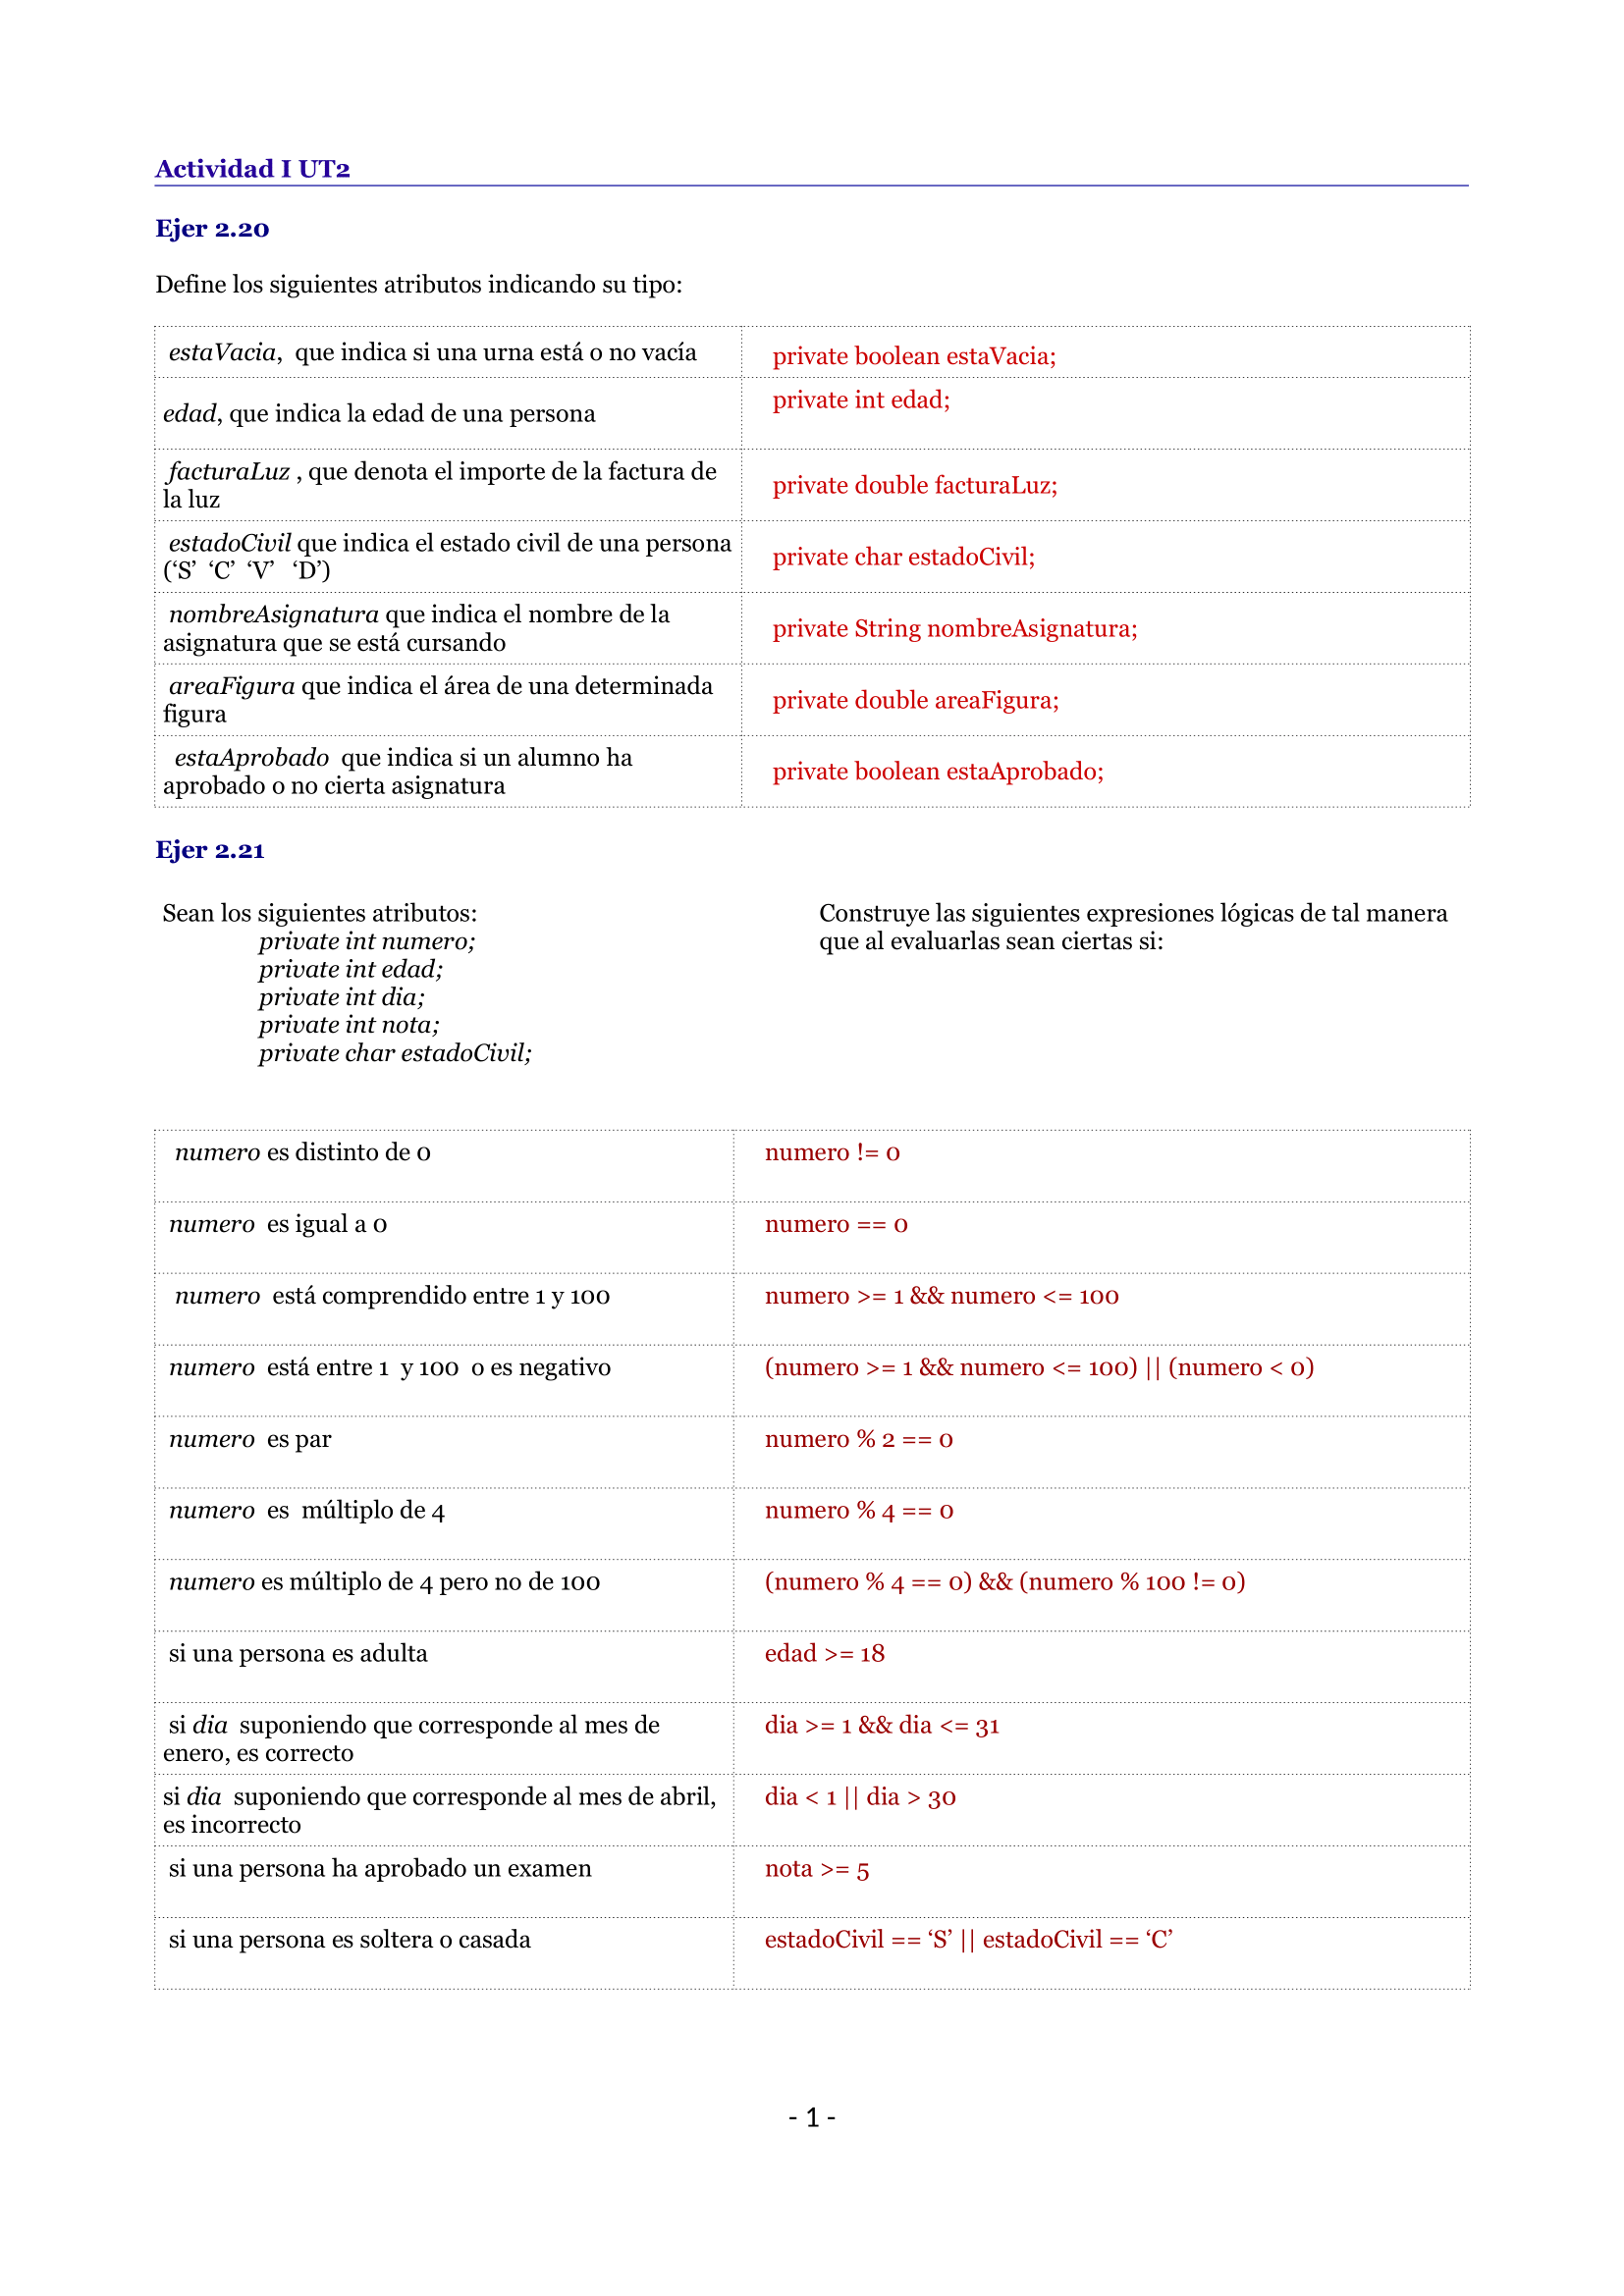 Actividad I UT2
Ejer 2.20
Define los siguientes atributos indicando su tipo:
estaVacia,  que indica si una urna está o no vacía
private boolean estaVacia;
edad, que indica la edad de una persona
private int edad;
facturaLuz , que denota el importe de la factura de
la luz
private double facturaLuz;
estadoCivil que indica el estado civil de una persona
(‘S’  ‘C’  ‘V’   ‘D’)
private char estadoCivil;
nombreAsignatura que indica el nombre de la
asignatura que se está cursando
private String nombreAsignatura;
areaFigura que indica el área de una determinada
figura
private double areaFigura;
estaAprobado  que indica si un alumno ha
aprobado o no cierta asignatura
private boolean estaAprobado;
Ejer 2.21
Sean los siguientes atributos:
private int numero;
private int edad;
private int dia;
private int nota;
private char estadoCivil;
Construye las siguientes expresiones lógicas de tal manera
que al evaluarlas sean ciertas si:
numero es distinto de 0
numero != 0
numero  es igual a 0
numero == 0
numero  está comprendido entre 1 y 100
numero >= 1 && numero <= 100
numero  está entre 1  y 100  o es negativo
(numero >= 1 && numero <= 100) || (numero < 0)
numero  es par
numero % 2 == 0
numero  es  múltiplo de 4
numero % 4 == 0
numero es múltiplo de 4 pero no de 100
(numero % 4 == 0) && (numero % 100 != 0)
si una persona es adulta
edad >= 18
si dia  suponiendo que corresponde al mes de
enero, es correcto
dia >= 1 && dia <= 31
si dia  suponiendo que corresponde al mes de abril,
es incorrecto
dia < 1 || dia > 30
si una persona ha aprobado un examen
nota >= 5
si una persona es soltera o casada
estadoCivil == ‘S’ || estadoCivil == ‘C’
- 1 -